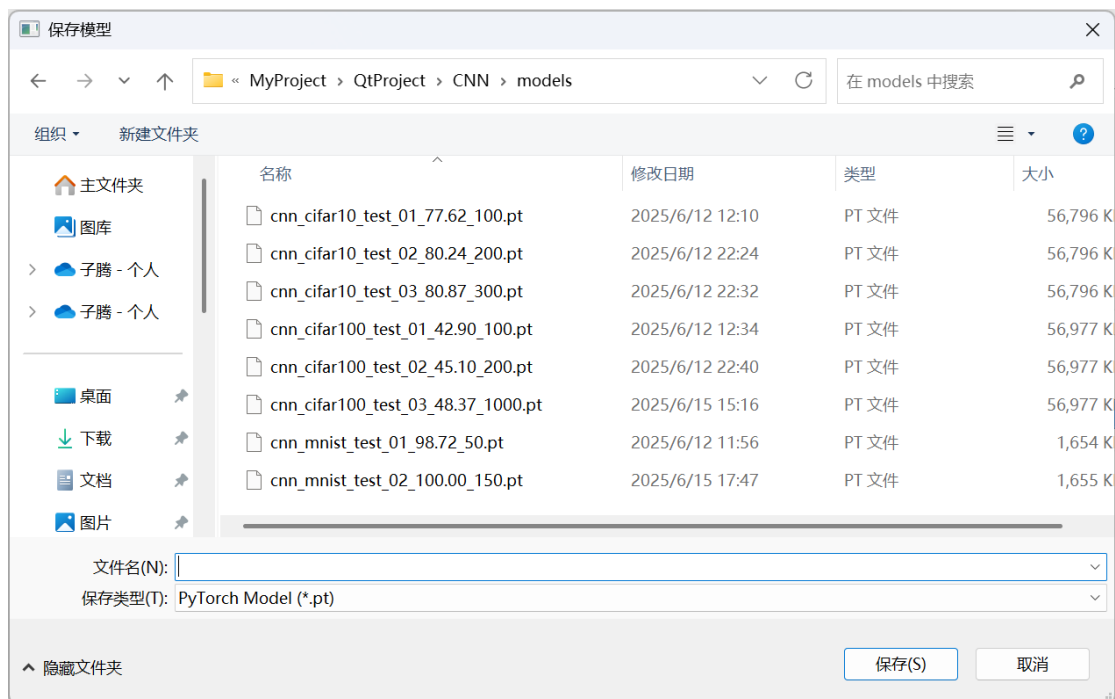 保存模型
« MyProject › QtProject › CNN › models
在 models 中搜索
组织 新建文件夹
名称 修改日期 类型 大小
主文件夹
图库
子腾 - 个人
子腾 - 个人
桌面
下载
文档
图片
cnn_cifar10_test_01_77.62_100.pt 2025/6/12 12:10 PT 文件 56,796 K
cnn_cifar10_test_02_80.24_200.pt 2025/6/12 22:24 PT 文件 56,796 K
cnn_cifar10_test_03_80.87_300.pt 2025/6/12 22:32 PT 文件 56,796 K
cnn_cifar100_test_01_42.90_100.pt 2025/6/12 12:34 PT 文件 56,977 K
cnn_cifar100_test_02_45.10_200.pt 2025/6/12 22:40 PT 文件 56,977 K
cnn_cifar100_test_03_48.37_1000.pt 2025/6/15 15:16 PT 文件 56,977 K
cnn_mnist_test_01_98.72_50.pt 2025/6/12 11:56 PT 文件 1,654 K
cnn_mnist_test_02_100.00_150.pt 2025/6/15 17:47 PT 文件 1,655 K
文件名(N):
保存类型(T): PyTorch Model (*.pt)
隐藏文件夹 保存(S) 取消